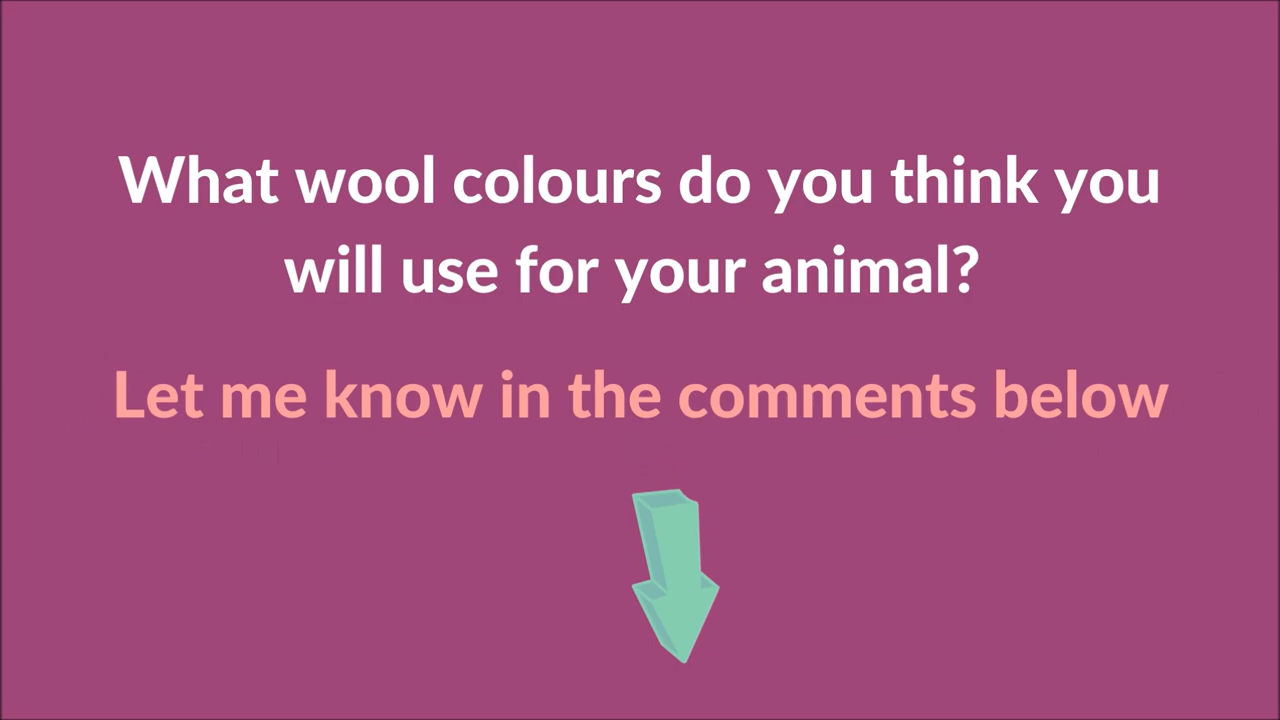 What wool colours do you think you
will use for your animal?
Let me know in the comments below